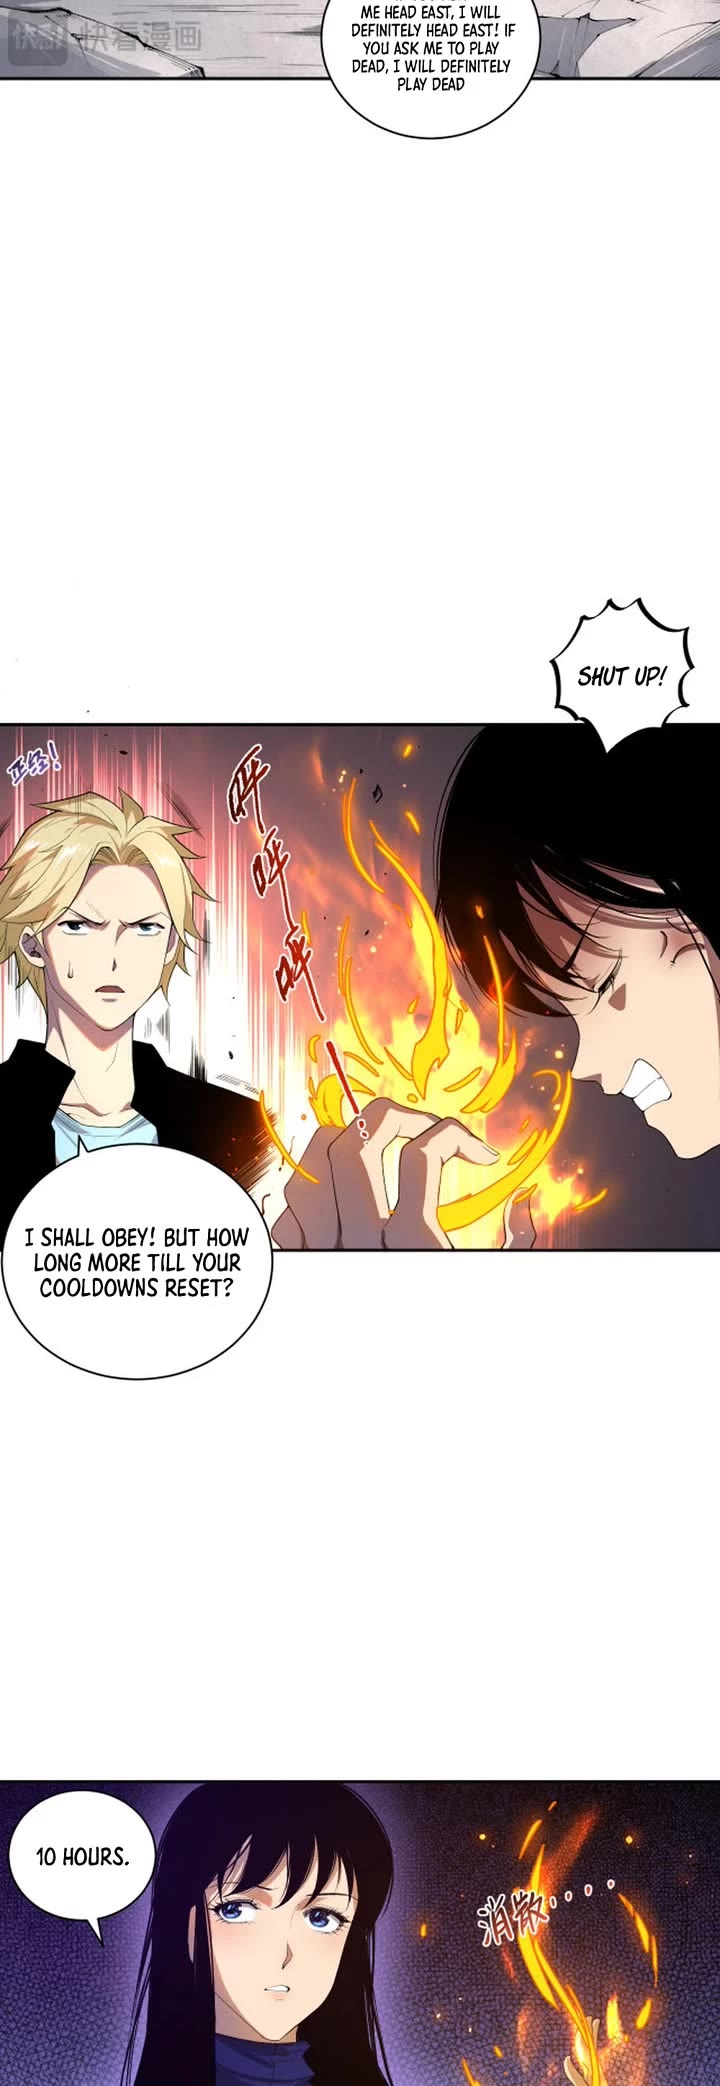 快看 快看漫画
ME HEAD EAST, I WILL
DEFINITELY HEAD EAST! IF
YOU ASK ME TO PLAY
DEAD, I WILL DEFINITELY
PLAY DEAD
SHUT UP!
正经！
呼
呼
呼……
I SHALL OBEY! BUT HOW
LONG MORE TILL YOUR
COOLDOWNS RESET?
10 HOURS.
消散....